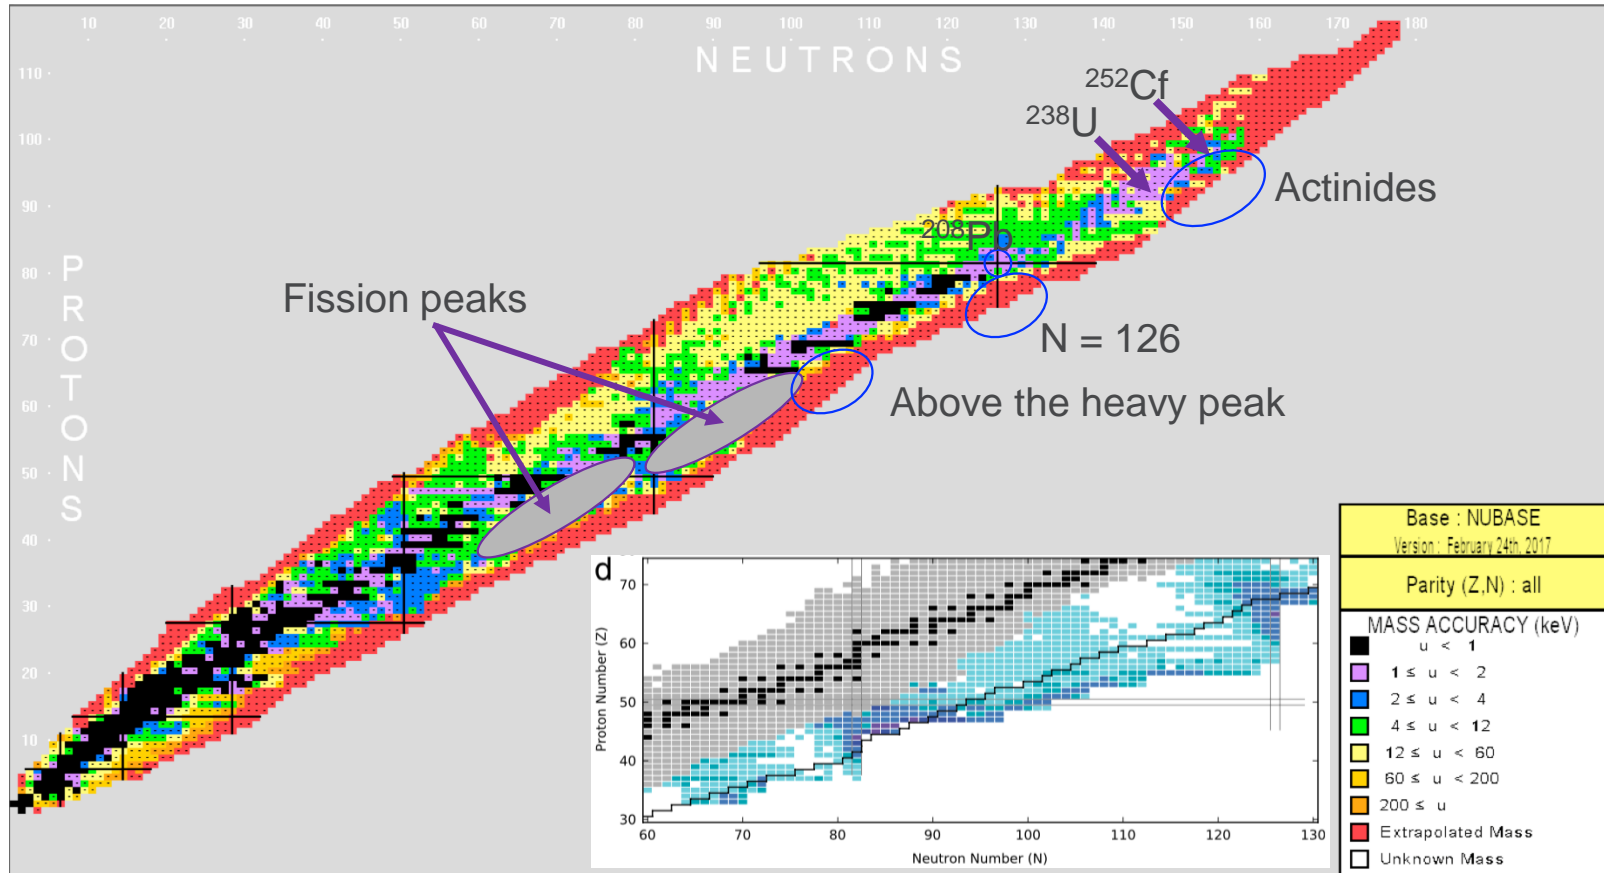 10 20 30 40 50 60 70 80 90 100 110 120 130 140 150 160 170 180
NEUTRONS
110
100
90
80
70
60
50
40
30
20
10
PROTONS
252Cf
238U
Actinides
208Pb
Fission peaks
N = 126
Above the heavy peak
d
70
60
50
40
30
Proton Number (Z)
60 70 80 90 100 110 120 130
Neutron Number (N)
Base : NUBASE
Version : February 24th, 2017
Parity (Z,N) : all
MASS ACCURACY (keV)
u < 1
1 ≤ u < 2
2 ≤ u < 4
4 ≤ u < 12
12 ≤ u < 60
60 ≤ u < 200
200 ≤ u
Extrapolated Mass
Unknown Mass